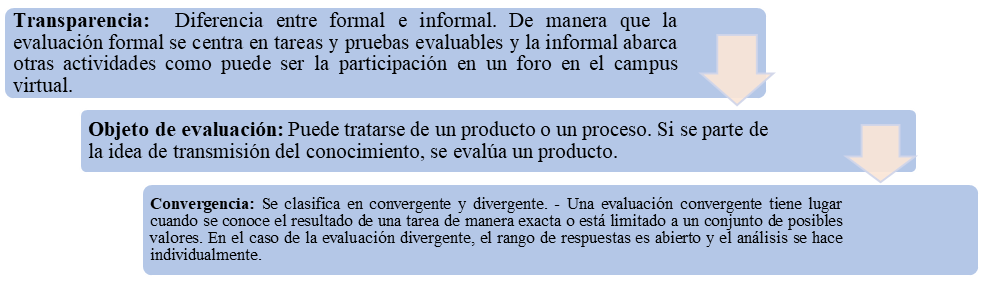 Transparencia: Diferencia entre formal e informal. De manera que la
evaluación formal se centra en tareas y pruebas evaluables y la informal abarca
otras actividades como puede ser la participación en un foro en el campus
virtual.
Objeto de evaluación: Puede tratarse de un producto o un proceso. Si se parte de
la idea de transmisión del conocimiento, se evalúa un producto.
Convergencia: Se clasifica en convergente y divergente. - Una evaluación convergente tiene lugar
cuando se conoce el resultado de una tarea de manera exacta o está limitado a un conjunto de posibles
valores. En el caso de la evaluación divergente, el rango de respuestas es abierto y el análisis se hace
individualmente.